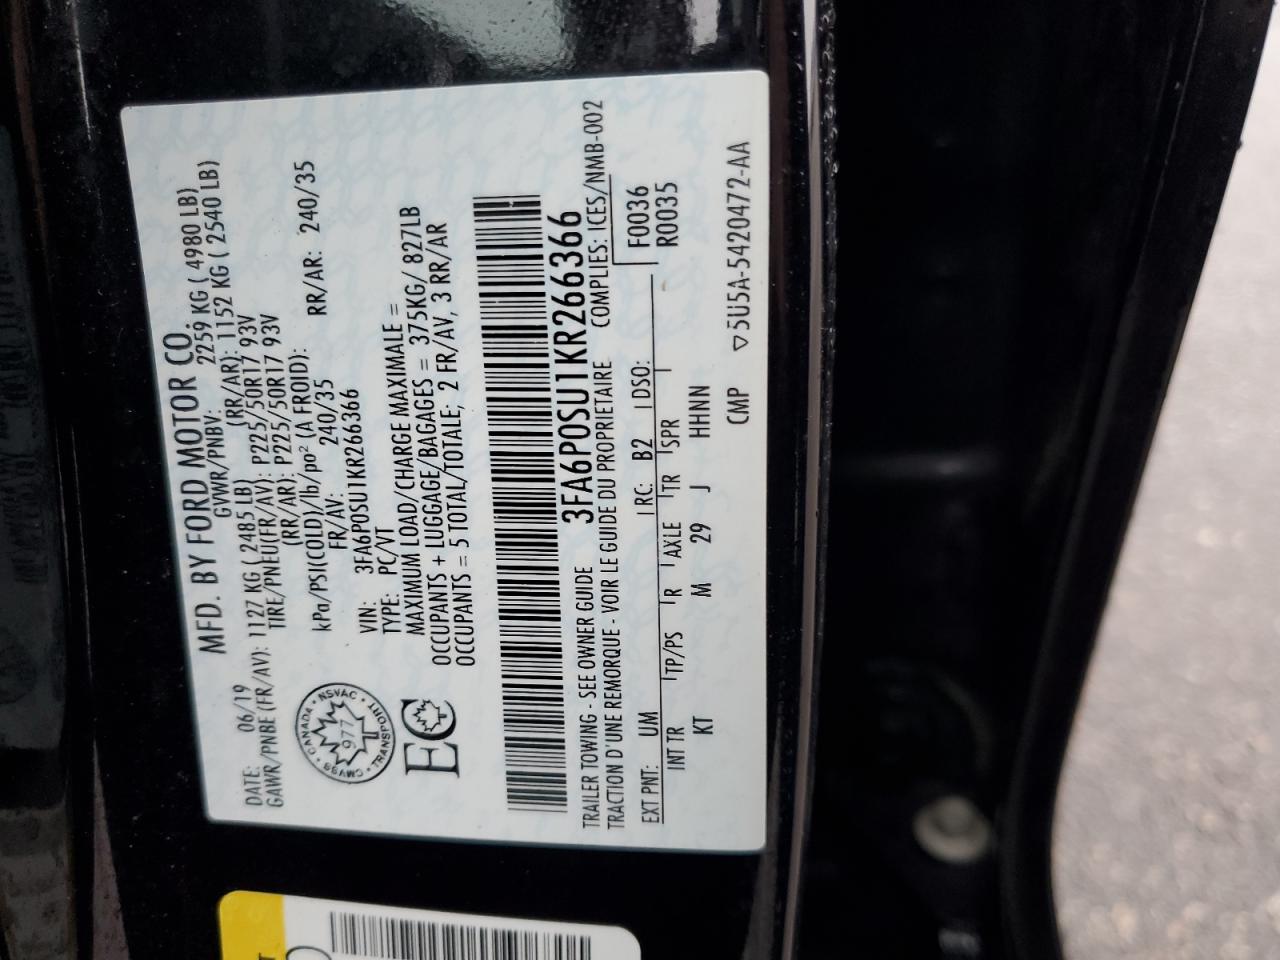 MFD. BY FORD MOTOR CO.
DATE: 06/19 GVWR/PNBV: 2259 KG ( 4980 LB)
GAWR/PNBE (FR/AV): 1127 KG ( 2485 LB) (RR/AR): 1152 KG ( 2540 LB)
TIRE/PNEU(FR/AV): P225/50R17 93V
(RR/AR): P225/50R17 93V
kPa/PSI(COLD)/lb/po² (A FROID):
FR/AV: 240/35 RR/AR: 240/35
VIN: 3FA6P0SU1KR266366
TYPE: PC/VT
MAXIMUM LOAD/CHARGE MAXIMALE =
OCCUPANTS + LUGGAGE/BAGAGES = 375KG/ 827LB
OCCUPANTS = 5 TOTAL/TOTALE; 2 FR/AV, 3 RR/AR
CANADA • NSVAC • TRANSPORT • CMVSS
977
EC
3FA6P0SU1KR266366
TRAILER TOWING - SEE OWNER GUIDE
TRACTION D'UNE REMORQUE - VOIR LE GUIDE DU PROPRIETAIRE COMPLIES: ICES/NMB-002
EXT PNT: UM RC: B2 DSO: F0036
R0035
INT TR TP/PS R AXLE TR SPR
KT M 29 J HHNN
CMP ▽5U5A-5420472-AA